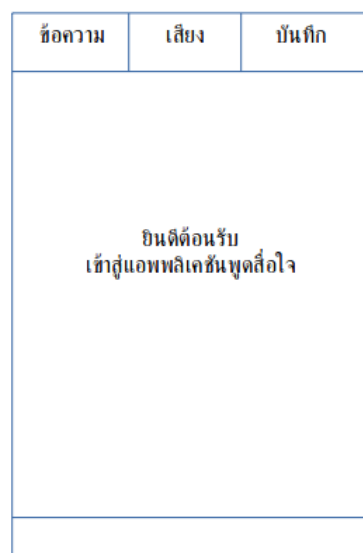 ข้อความ เสียง บันทึก
ยินดีต้อนรับ
เข้าสู่แอพพลิเคชันพูดสื่อใจ